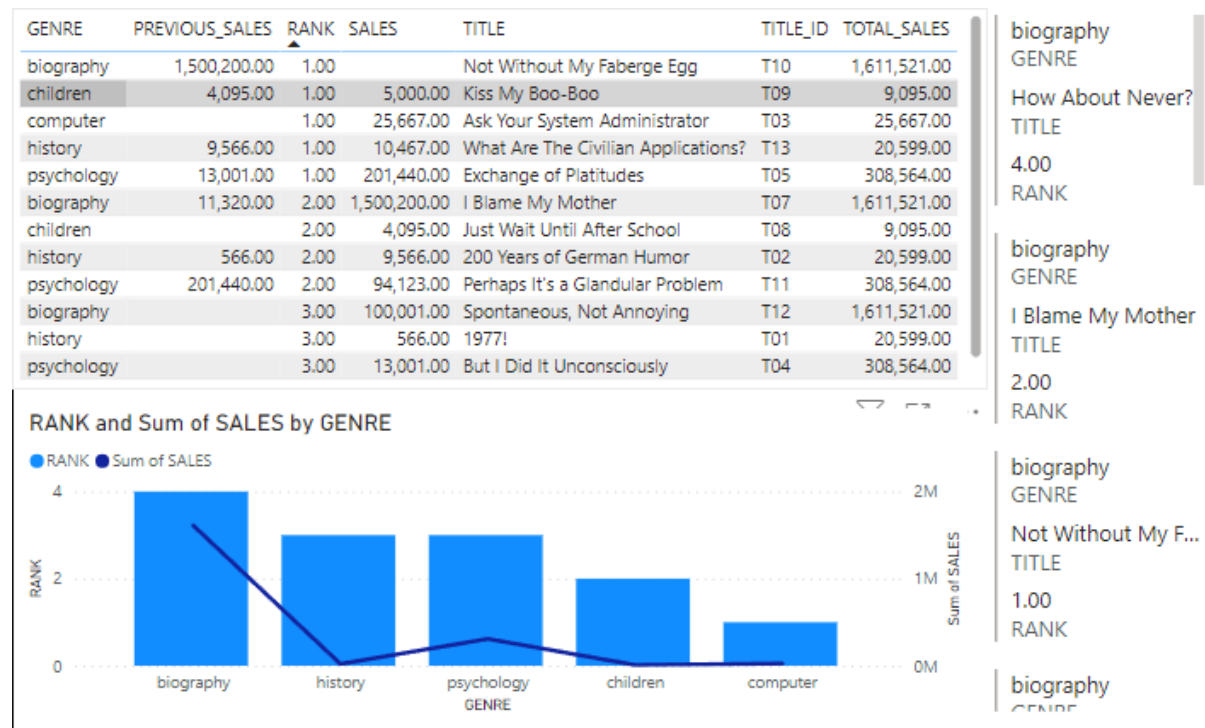 GENRE PREVIOUS_SALES RANK SALES TITLE TITLE_ID TOTAL_SALES
biography 1,500,200.00 1.00 Not Without My Faberge Egg T10 1,611,521.00
children 4,095.00 1.00 5,000.00 Kiss My Boo-Boo T09 9,095.00
computer 1.00 25,667.00 Ask Your System Administrator T03 25,667.00
history 9,566.00 1.00 10,467.00 What Are The Civilian Applications? T13 20,599.00
psychology 13,001.00 1.00 201,440.00 Exchange of Platitudes T05 308,564.00
biography 11,320.00 2.00 1,500,200.00 I Blame My Mother T07 1,611,521.00
children 2.00 4,095.00 Just Wait Until After School T08 9,095.00
history 566.00 2.00 9,566.00 200 Years of German Humor T02 20,599.00
psychology 201,440.00 2.00 94,123.00 Perhaps It's a Glandular Problem T11 308,564.00
biography 3.00 100,001.00 Spontaneous, Not Annoying T12 1,611,521.00
history 3.00 566.00 1977! T01 20,599.00
psychology 3.00 13,001.00 But I Did It Unconsciously T04 308,564.00
RANK and Sum of SALES by GENRE
RANK Sum of SALES
4 2M
2 1M
0 0M
RANK
Sum of SALES
biography history psychology children computer
GENRE
biography
GENRE
How About Never?
TITLE
4.00
RANK
biography
GENRE
I Blame My Mother
TITLE
2.00
RANK
biography
GENRE
Not Without My F...
TITLE
1.00
RANK
biography
GENRE